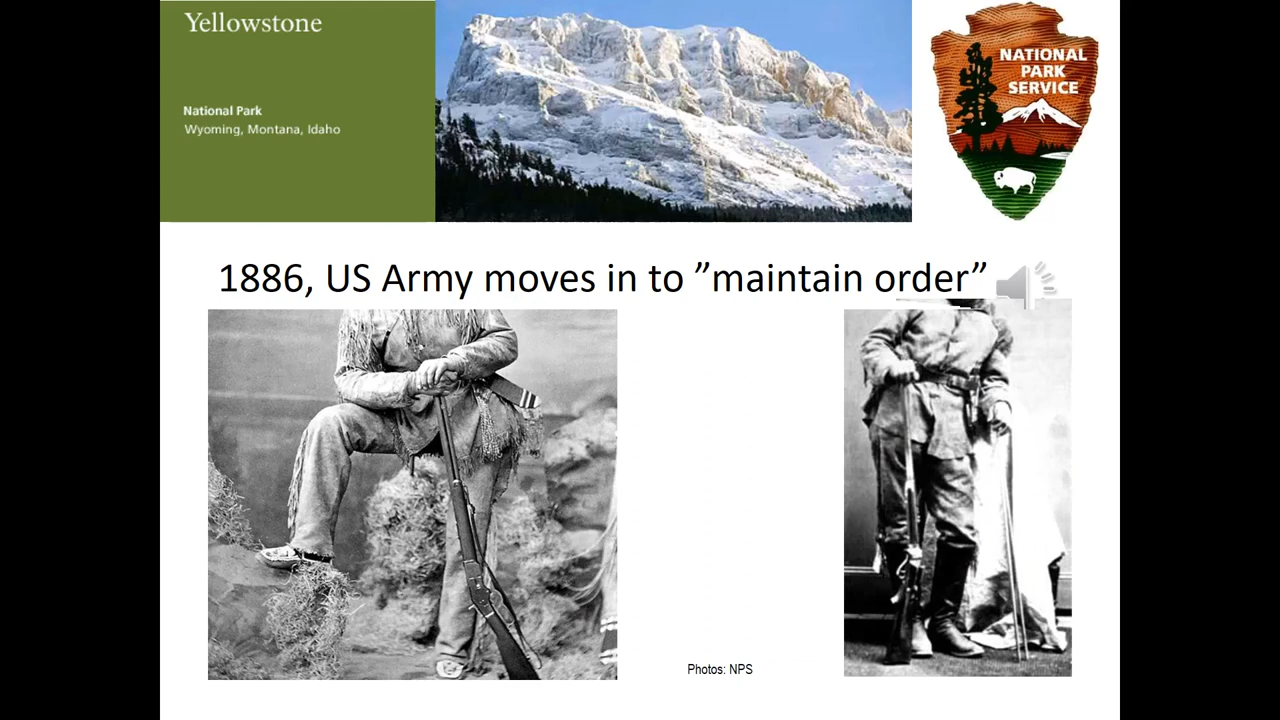 Yellowstone
National Park
Wyoming, Montana, Idaho
NATIONAL
PARK
SERVICE
1886, US Army moves in to ”maintain order”
Photos: NPS